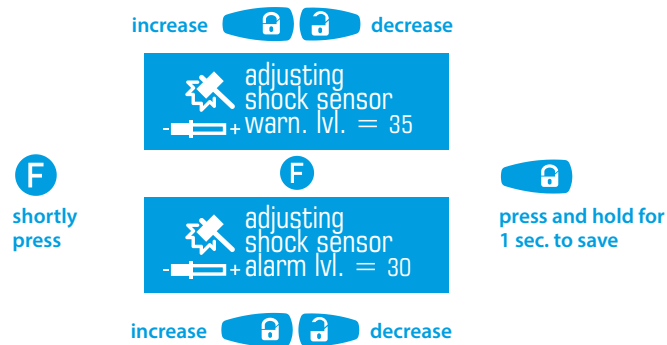 increase decrease
adjusting
shock sensor
- + warn. lvl. = 35
F F
shortly
press
press and hold for
1 sec. to save
adjusting
shock sensor
- + alarm lvl. = 30
increase decrease